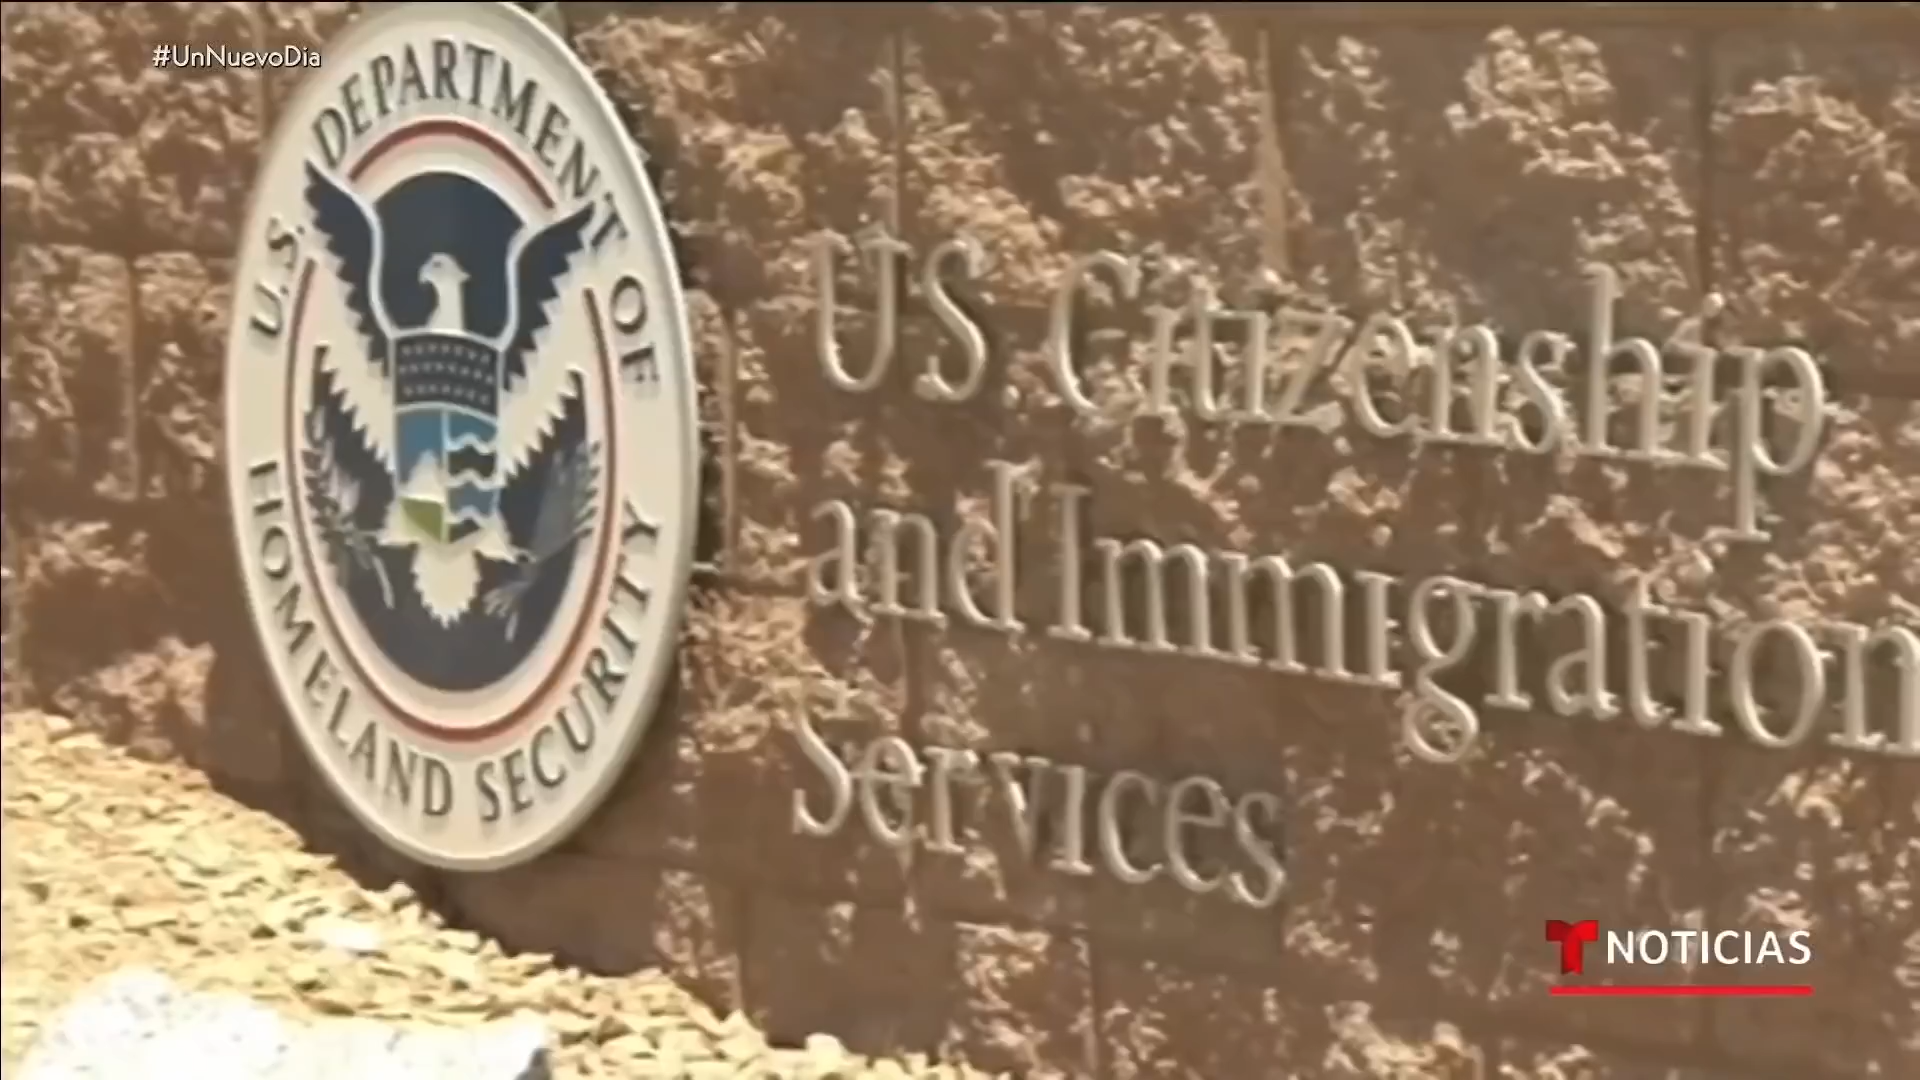 #UnNuevoDia
U.S. DEPARTMENT OF
HOMELAND SECURITY
U.S. Citizenship
and Immigration
Services
NOTICIAS